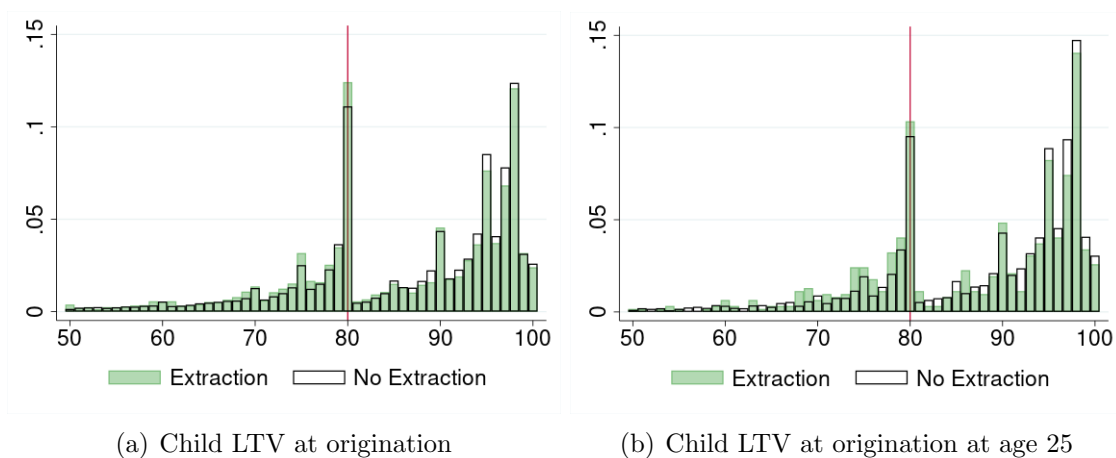 .15
.1
.05
0
50 60 70 80 90 100
Extraction No Extraction
(a) Child LTV at origination
.15
.1
.05
0
50 60 70 80 90 100
Extraction No Extraction
(b) Child LTV at origination at age 25